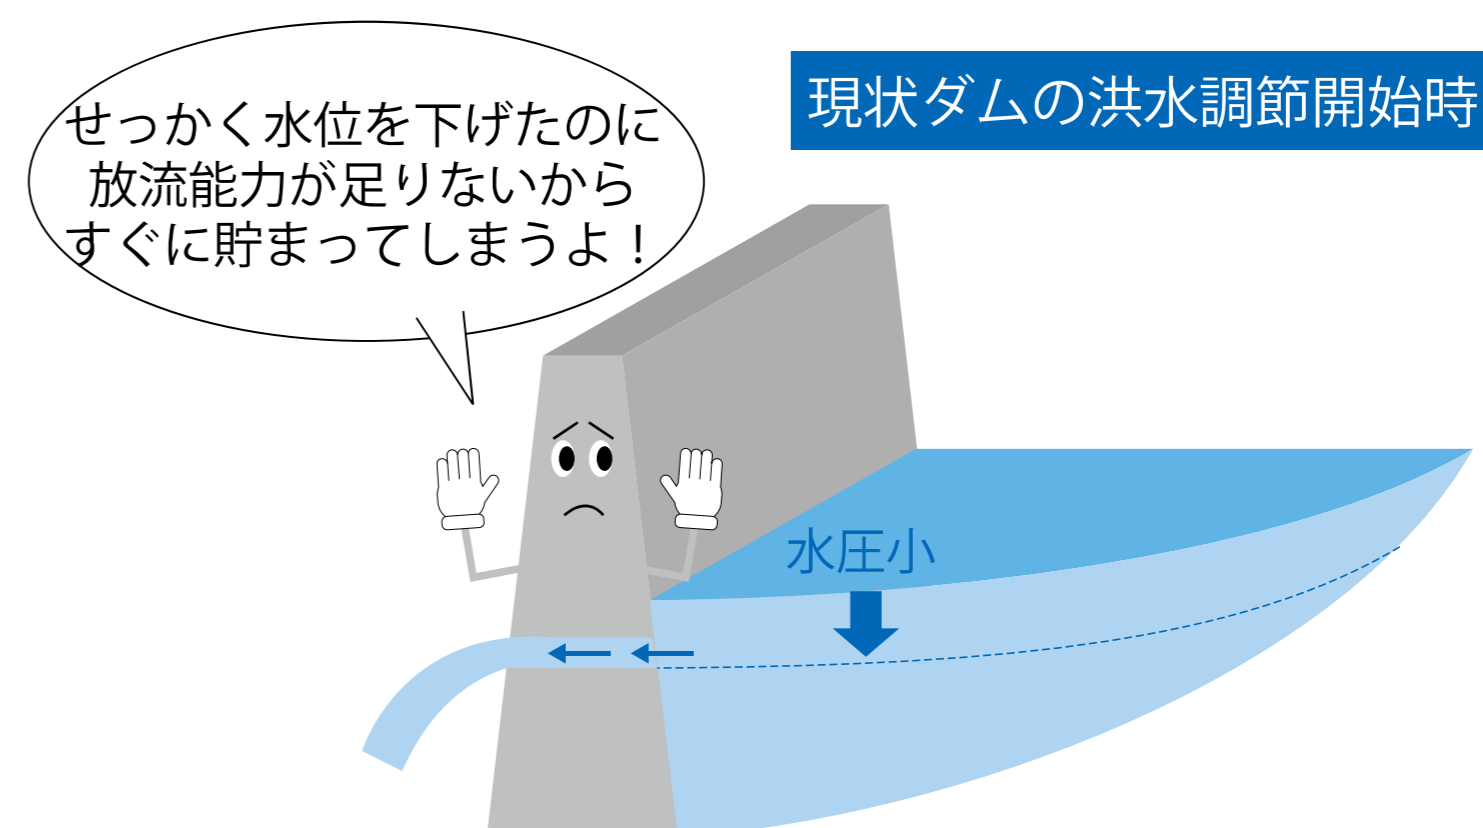 せっかく水位を下げたのに
放流能力が足りないから
すぐに貯まってしまうよ！
現状ダムの洪水調節開始時
水圧小